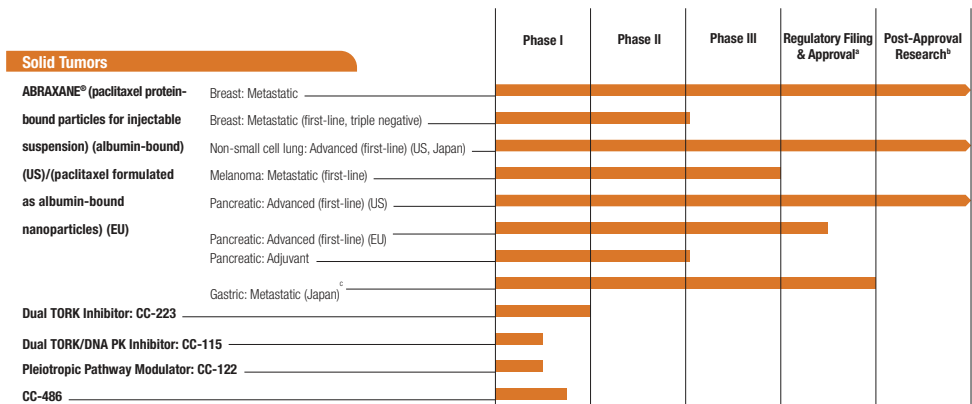 Phase I
Phase II
Phase III
Regulatory Filing
& Approvalᵃ
Post-Approval
Researchᵇ
Solid Tumors
ABRAXANE® (paclitaxel protein-
bound particles for injectable
suspension) (albumin-bound)
(US)/(paclitaxel formulated
as albumin-bound
nanoparticles) (EU)
Breast: Metastatic
Breast: Metastatic (first-line, triple negative)
Non-small cell lung: Advanced (first-line) (US, Japan)
Melanoma: Metastatic (first-line)
Pancreatic: Advanced (first-line) (US)
Pancreatic: Advanced (first-line) (EU)
Pancreatic: Adjuvant
Gastric: Metastatic (Japan)ᶜ
Dual TORK Inhibitor: CC-223
Dual TORK/DNA PK Inhibitor: CC-115
Pleiotropic Pathway Modulator: CC-122
CC-486